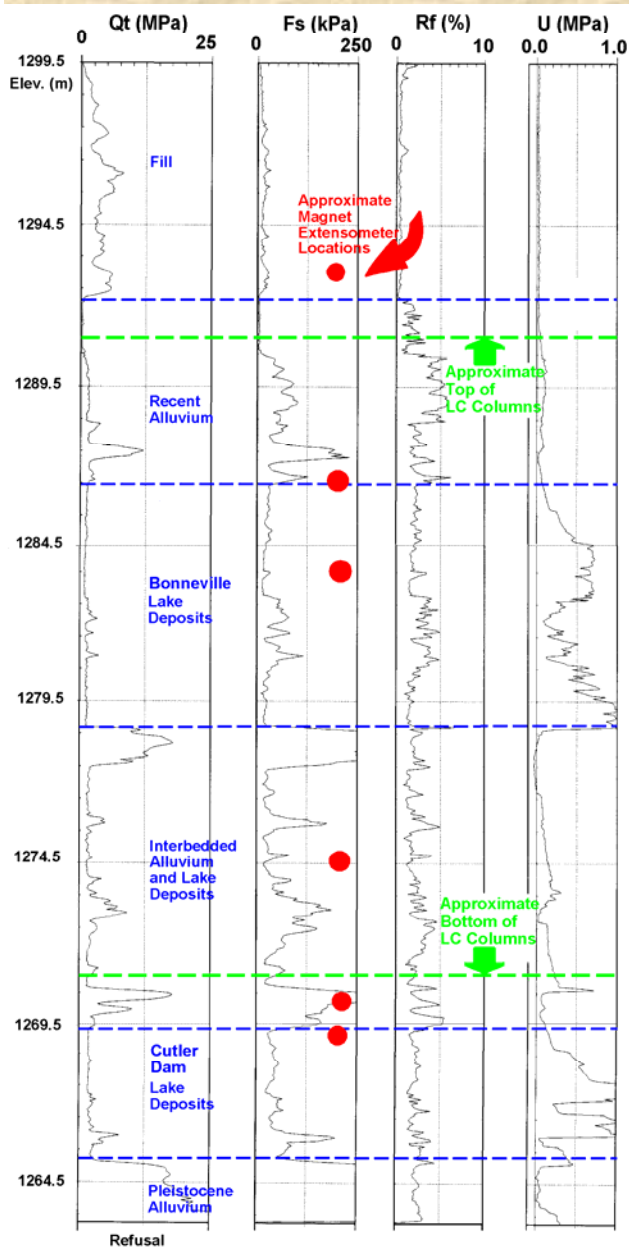 Qt (MPa)
Fs (kPa)
Rf (%)
U (MPa)
0
25
0
250
0
10
0.0
1.0
1299.5
Elev. (m)
Fill
1294.5
Approximate
Magnet
Extensometer
Locations
1289.5
Approximate
Top of
LC Columns
Recent
Alluvium
1284.5
Bonneville
Lake
Deposits
1279.5
1274.5
Interbedded
Alluvium
and Lake
Deposits
Approximate
Bottom of
LC Columns
1269.5
Cutler
Dam
Lake
Deposits
1264.5
Pleistocene
Alluvium
Refusal